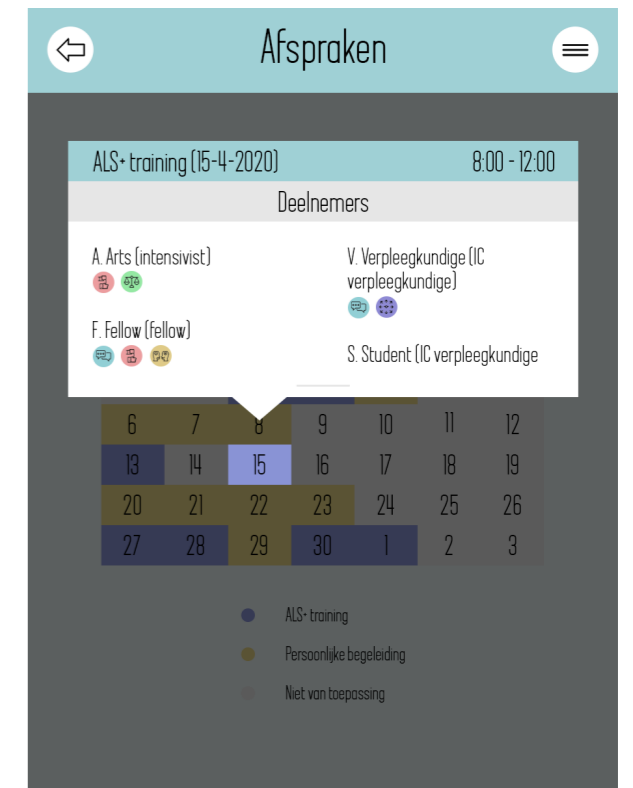 Afspraken
ALS+ training (15-4-2020) 8:00 - 12:00
Deelnemers
A. Arts (intensivist)
F. Fellow (fellow)
V. Verpleegkundige (IC
verpleegkundige)
S. Student (IC verpleegkundige
6 7 8 9 10 11 12
13 14 15 16 17 18 19
20 21 22 23 24 25 26
27 28 29 30 1 2 3
ALS+ training
Persoonlijke begeleiding
Niet van toepassing